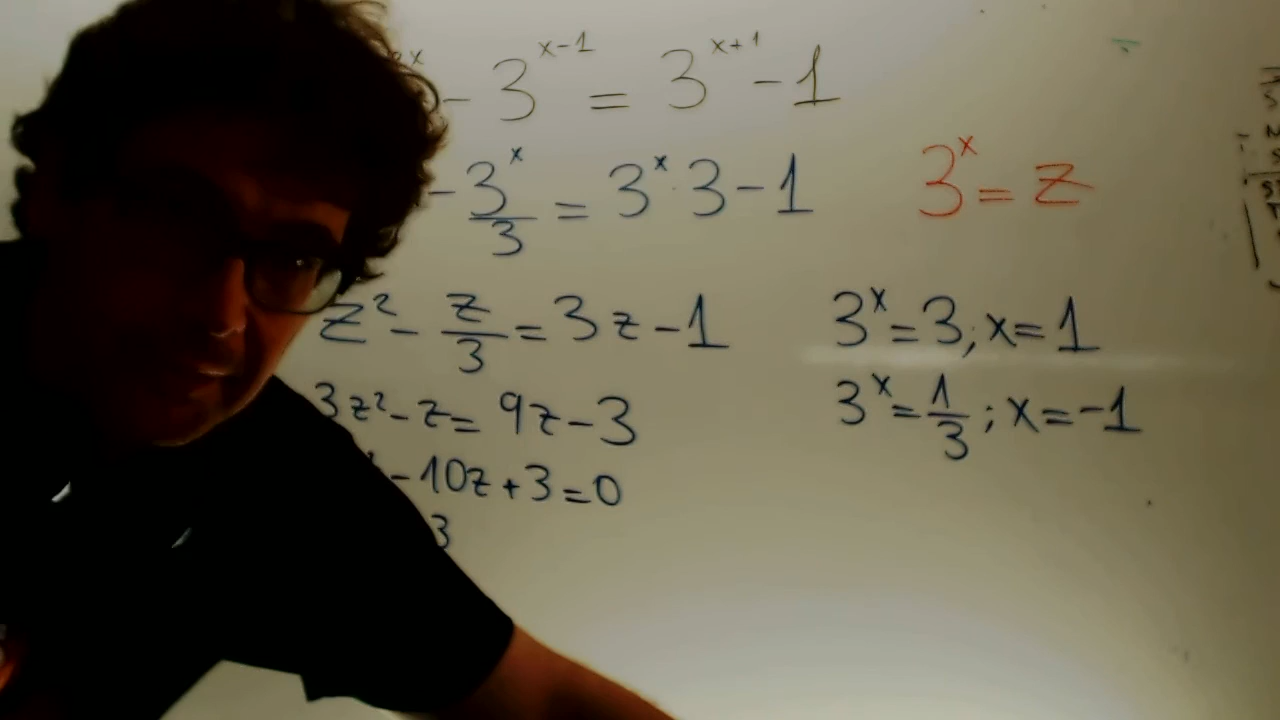 x - 3^(x-1) = 3^(x+1) - 1
- 3^x/3 = 3^x · 3 - 1
3^x = z
z² - z/3 = 3z - 1
3^x = 3; x = 1
3z² - z = 9z - 3
3^x = 1/3; x = -1
- 10z + 3 = 0
3